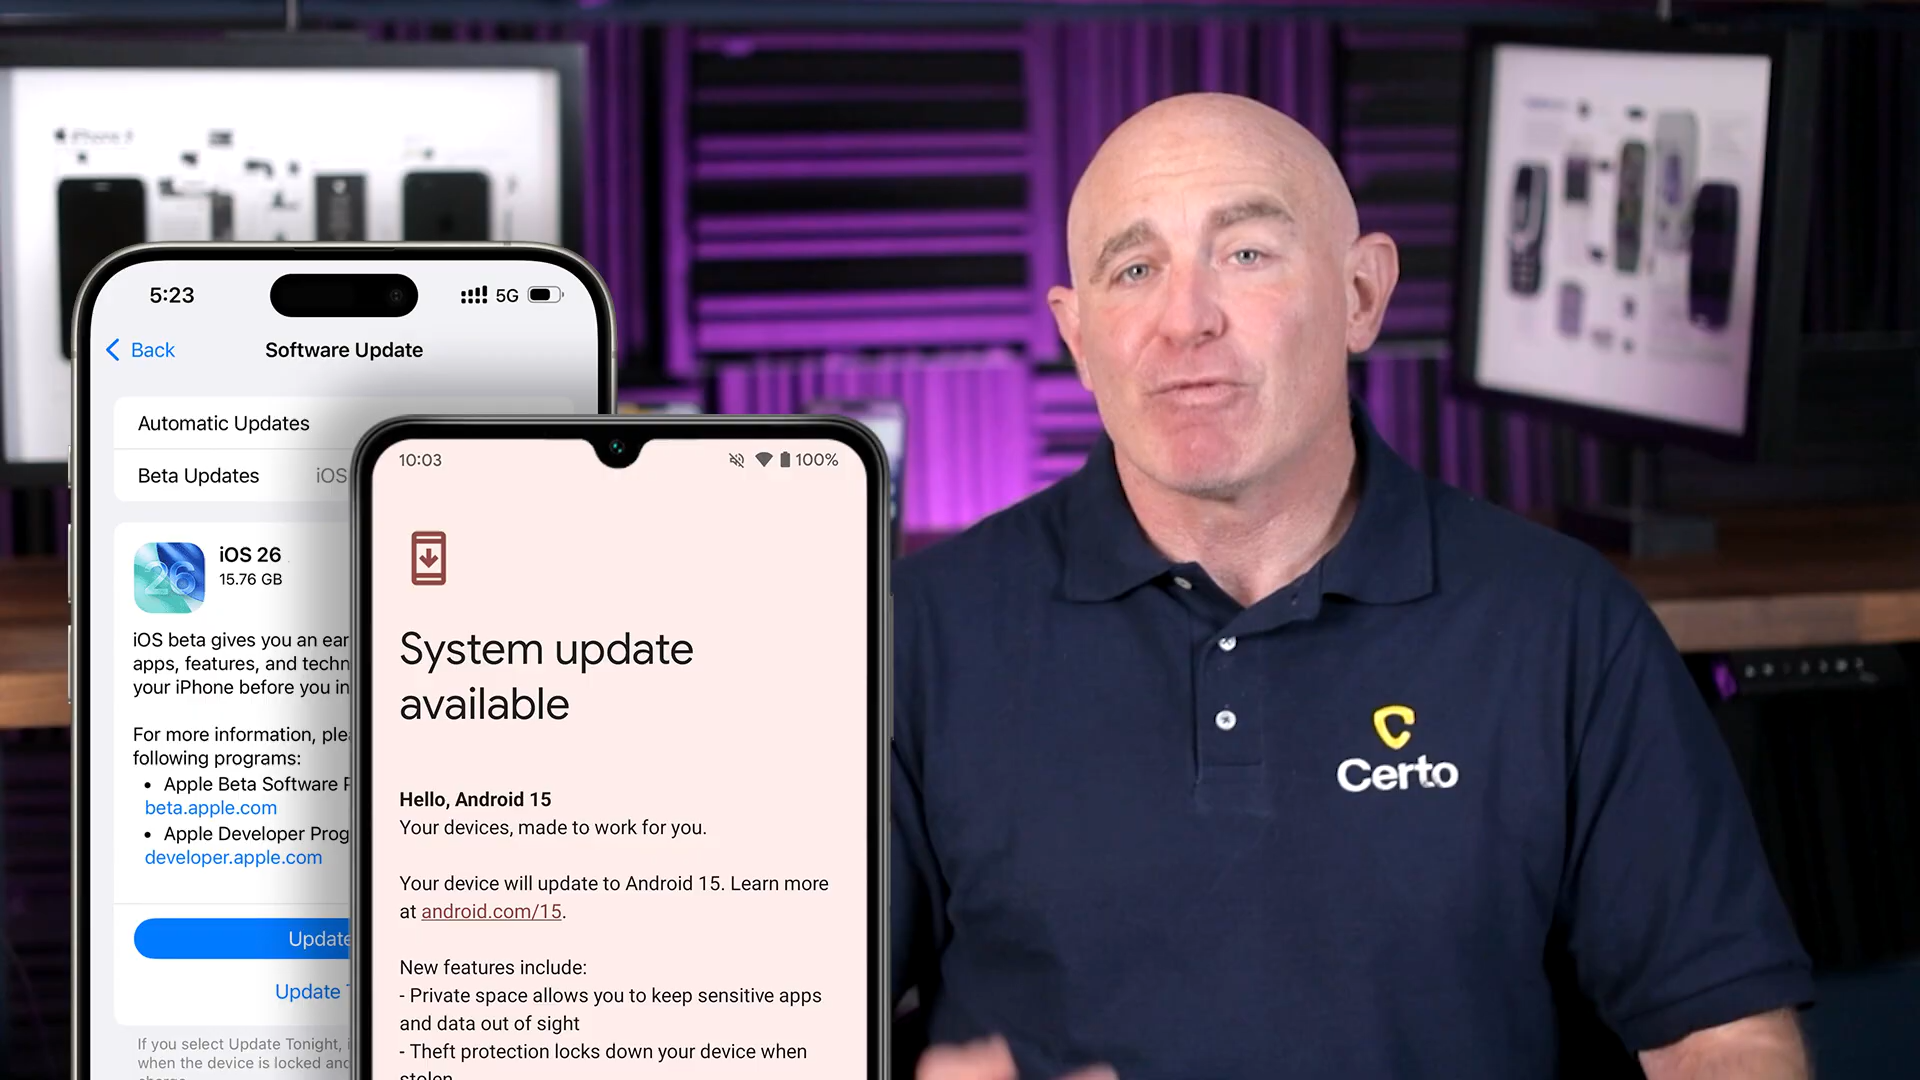 iPhone
5:23
5G
Back
Software Update
Automatic Updates
Beta Updates iOS
26
iOS 26
15.76 GB
iOS beta gives you an ear
apps, features, and techn
your iPhone before you in
For more information, ple
following programs:
• Apple Beta Software P
beta.apple.com
• Apple Developer Prog
developer.apple.com
Update
Update
If you select Update Tonight, i
when the device is locked and
10:03
100%
System update
available
Hello, Android 15
Your devices, made to work for you.
Your device will update to Android 15. Learn more
at android.com/15.
New features include:
- Private space allows you to keep sensitive apps
and data out of sight
- Theft protection locks down your device when
stolen
Certo